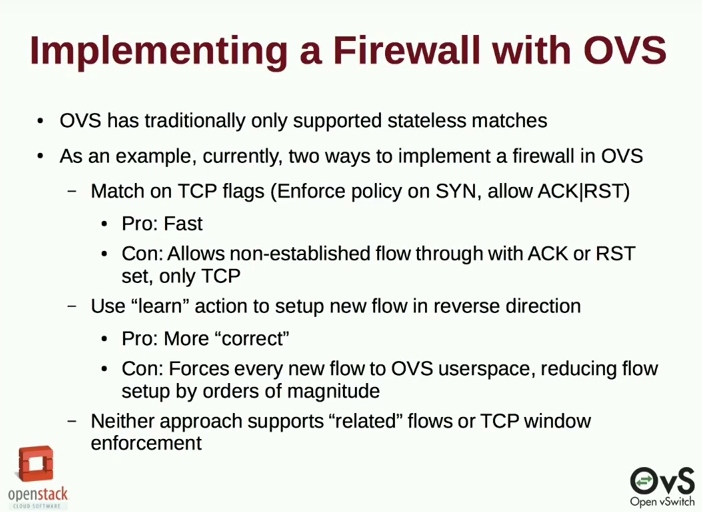 Implementing a Firewall with OVS
• OVS has traditionally only supported stateless matches
• As an example, currently, two ways to implement a firewall in OVS
– Match on TCP flags (Enforce policy on SYN, allow ACK|RST)
• Pro: Fast
• Con: Allows non-established flow through with ACK or RST
set, only TCP
– Use “learn” action to setup new flow in reverse direction
• Pro: More “correct”
• Con: Forces every new flow to OVS userspace, reducing flow
setup by orders of magnitude
– Neither approach supports “related” flows or TCP window
enforcement
openstack
CLOUD SOFTWARE
OvS
Open vSwitch